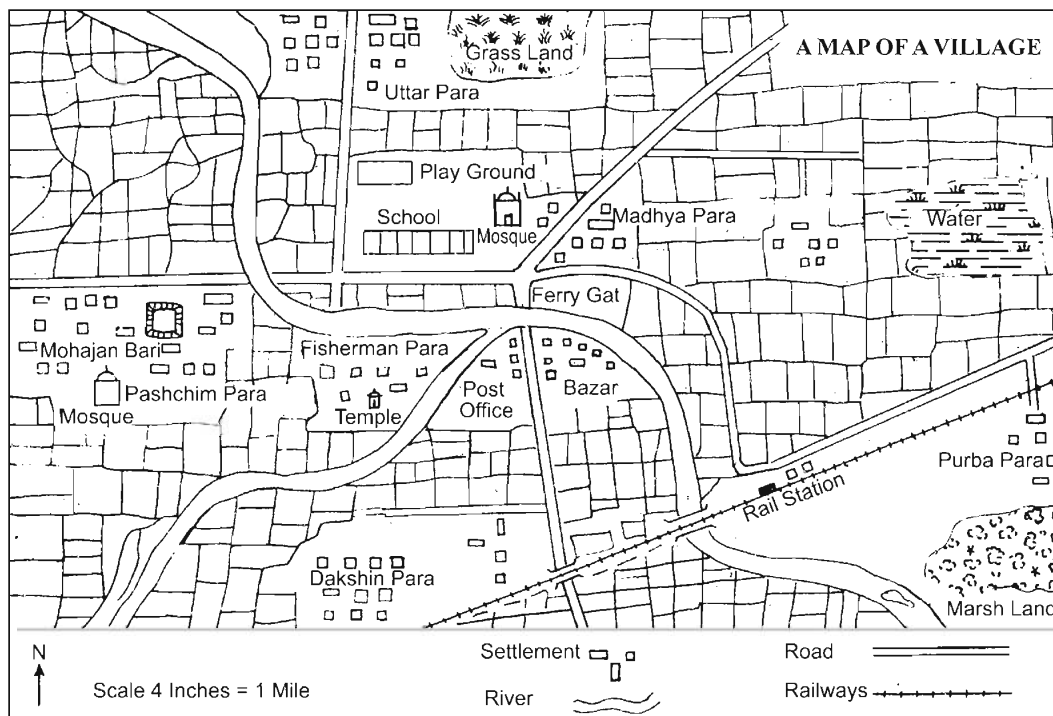 A MAP OF A VILLAGE
Grass Land
Uttar Para
Play Ground
School
Mosque
Madhya Para
Water
Ferry Gat
Mohajan Bari
Fisherman Para
Pashchim Para
Mosque
Temple
Post
Office
Bazar
Purba Para
Rail Station
Dakshin Para
Marsh Land
N
Scale 4 Inches = 1 Mile
Settlement
River
Road
Railways